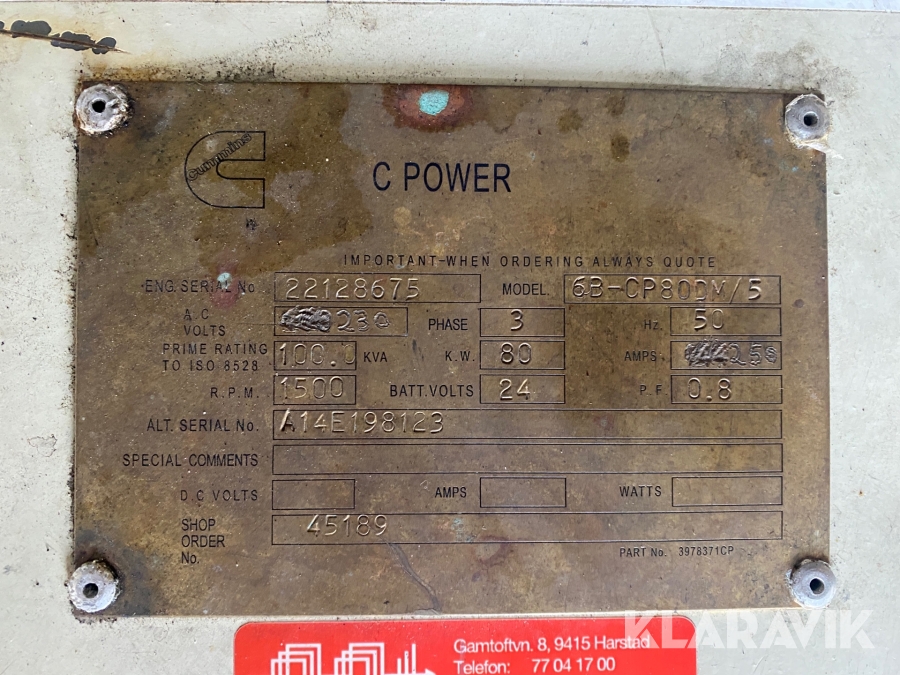 Cummins
C POWER
IMPORTANT-WHEN ORDERING ALWAYS QUOTE
ENG. SERIAL No 22128675 MODEL. 6B-CP80DM/5
A.C VOLTS 230 PHASE 3 Hz. 50
PRIME RATING TO ISO 8528 100.0 KVA K.W. 80 AMPS
R.P.M. 1500 BATT.VOLTS 24 P.F 0.8
ALT. SERIAL No. A14E198123
SPECIAL COMMENTS
D.C VOLTS AMPS WATTS
SHOP ORDER No. 45189
PART No. 3978371CP
Gamtoftvn. 8, 9415 Harstad
Telefon: 77 04 17 00
KLARAVIK